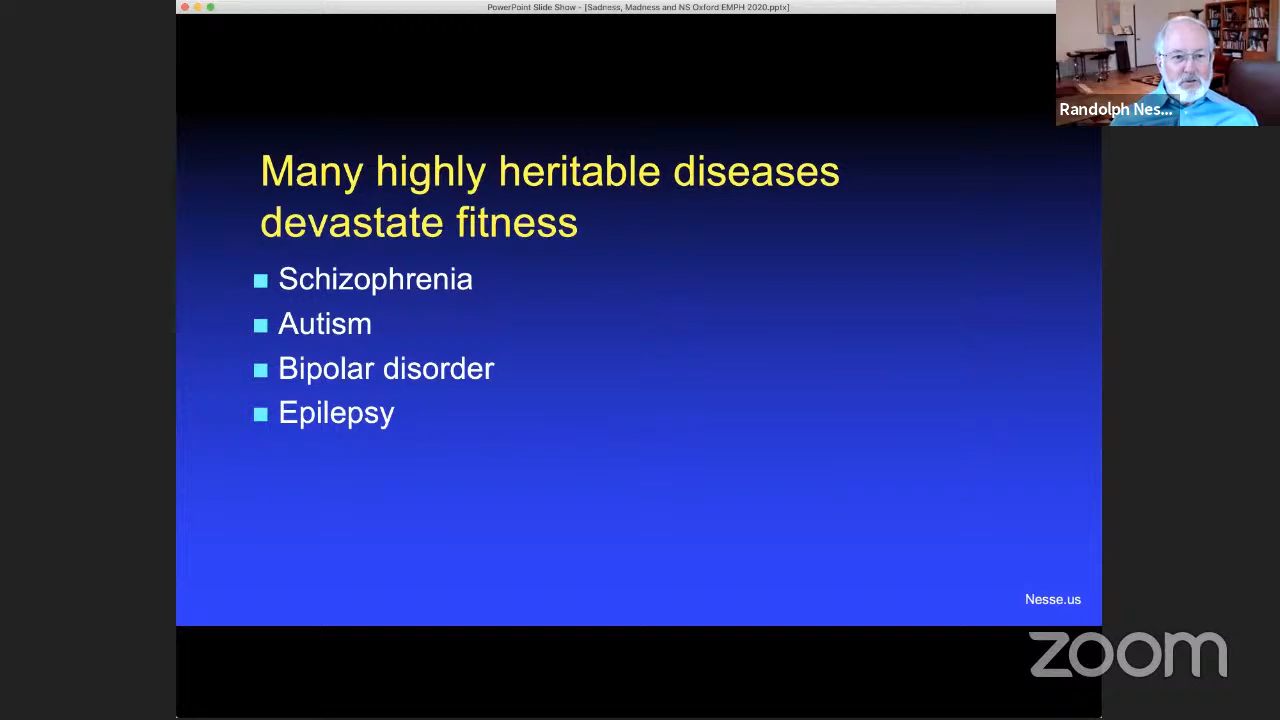 PowerPoint Slide Show - [Sadness, Madness and NS Oxford EMPH 2020.pptx]
Randolph Nes...
Many highly heritable diseases
devastate fitness
Schizophrenia
Autism
Bipolar disorder
Epilepsy
Nesse.us
zoom